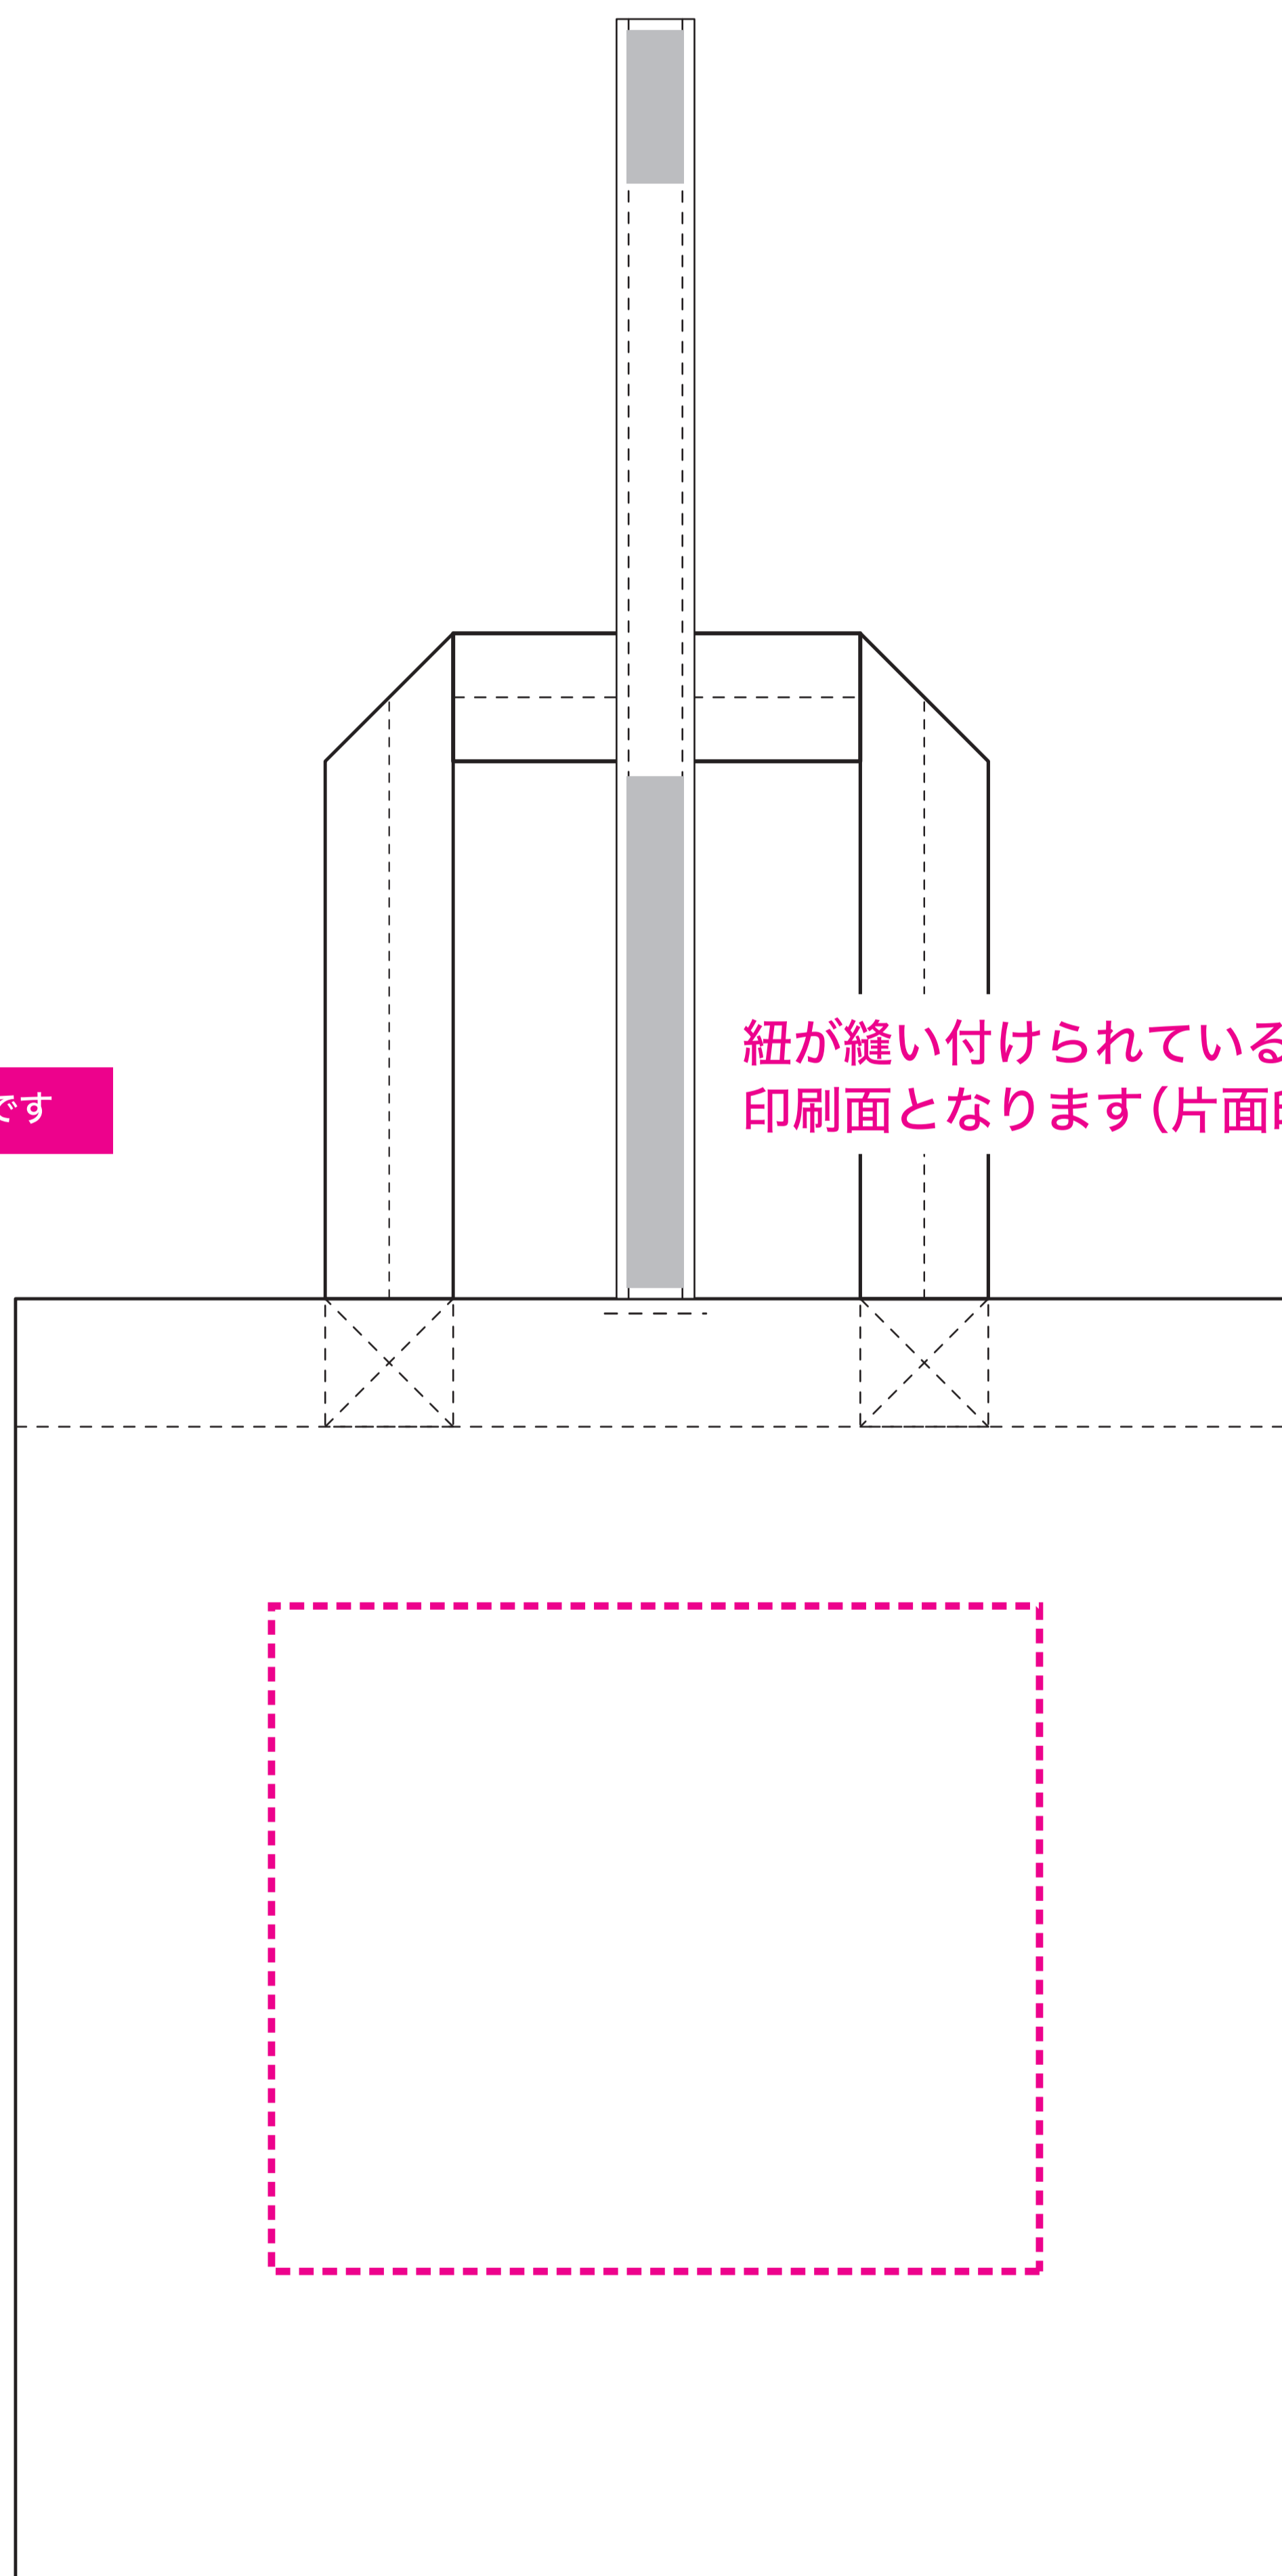 です
紐が縫い付けられている
印刷面となります(片面